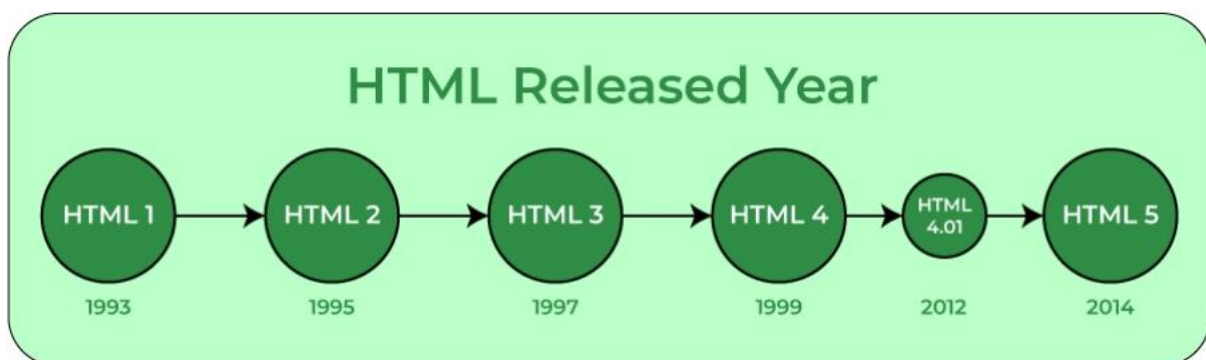 HTML Released Year
HTML 1
HTML 2
HTML 3
HTML 4
HTML
4.01
HTML 5
1993
1995
1997
1999
2012
2014